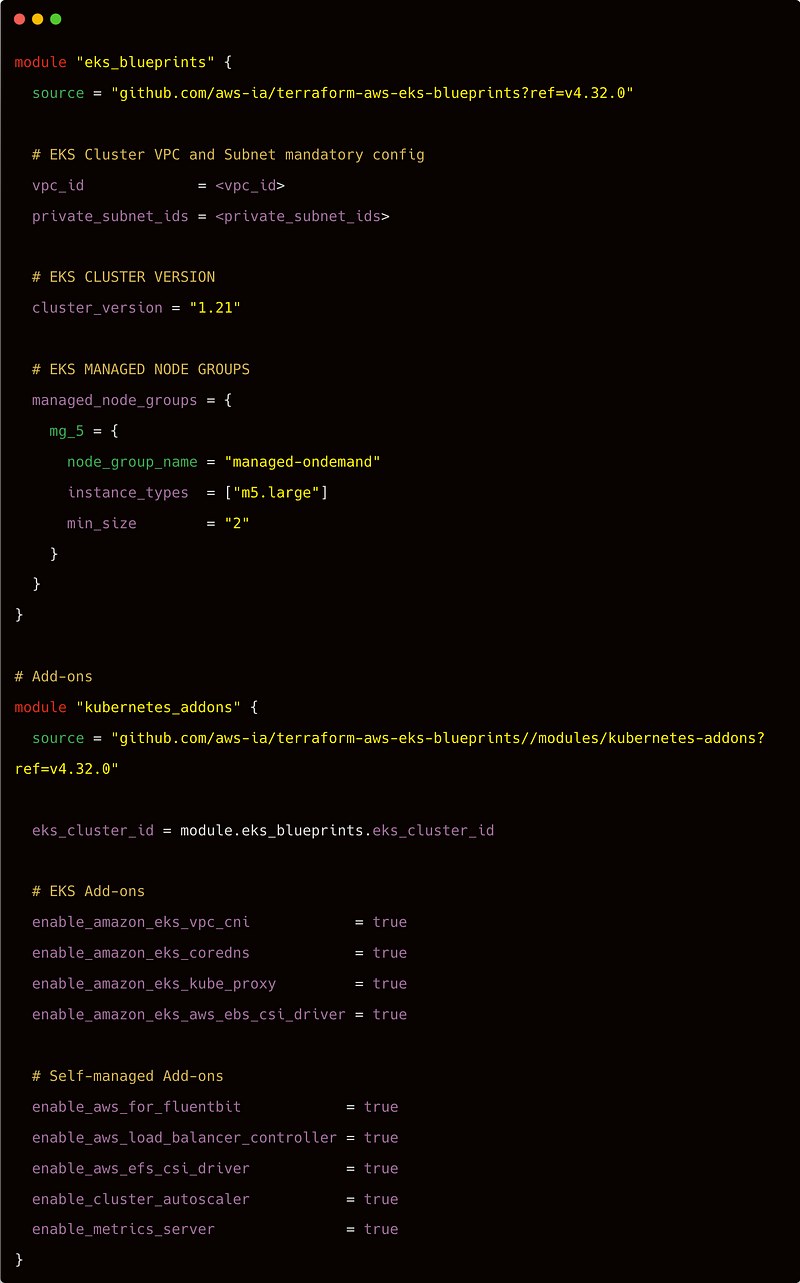 module "eks_blueprints" {
  source = "github.com/aws-ia/terraform-aws-eks-blueprints?ref=v4.32.0"

  # EKS Cluster VPC and Subnet mandatory config
  vpc_id             = <vpc_id>
  private_subnet_ids = <private_subnet_ids>

  # EKS CLUSTER VERSION
  cluster_version = "1.21"

  # EKS MANAGED NODE GROUPS
  managed_node_groups = {
    mg_5 = {
      node_group_name = "managed-ondemand"
      instance_types  = ["m5.large"]
      min_size        = "2"
    }
  }
}

# Add-ons
module "kubernetes_addons" {
  source = "github.com/aws-ia/terraform-aws-eks-blueprints//modules/kubernetes-addons?
ref=v4.32.0"

  eks_cluster_id = module.eks_blueprints.eks_cluster_id

  # EKS Add-ons
  enable_amazon_eks_vpc_cni            = true
  enable_amazon_eks_coredns            = true
  enable_amazon_eks_kube_proxy         = true
  enable_amazon_eks_aws_ebs_csi_driver = true

  # Self-managed Add-ons
  enable_aws_for_fluentbit            = true
  enable_aws_load_balancer_controller = true
  enable_aws_efs_csi_driver           = true
  enable_cluster_autoscaler           = true
  enable_metrics_server               = true
}